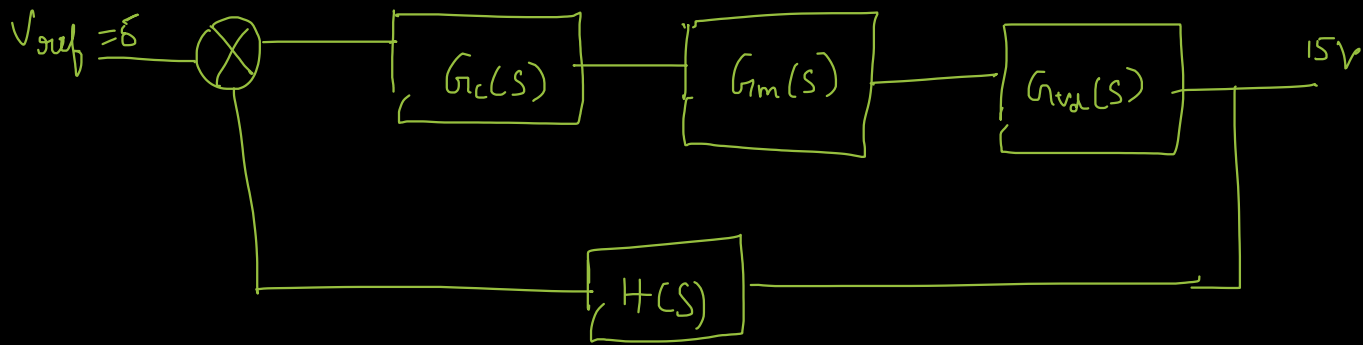 Vref = 5
Gc(S)
Gm(S)
Gvd(S)
15V
H(S)